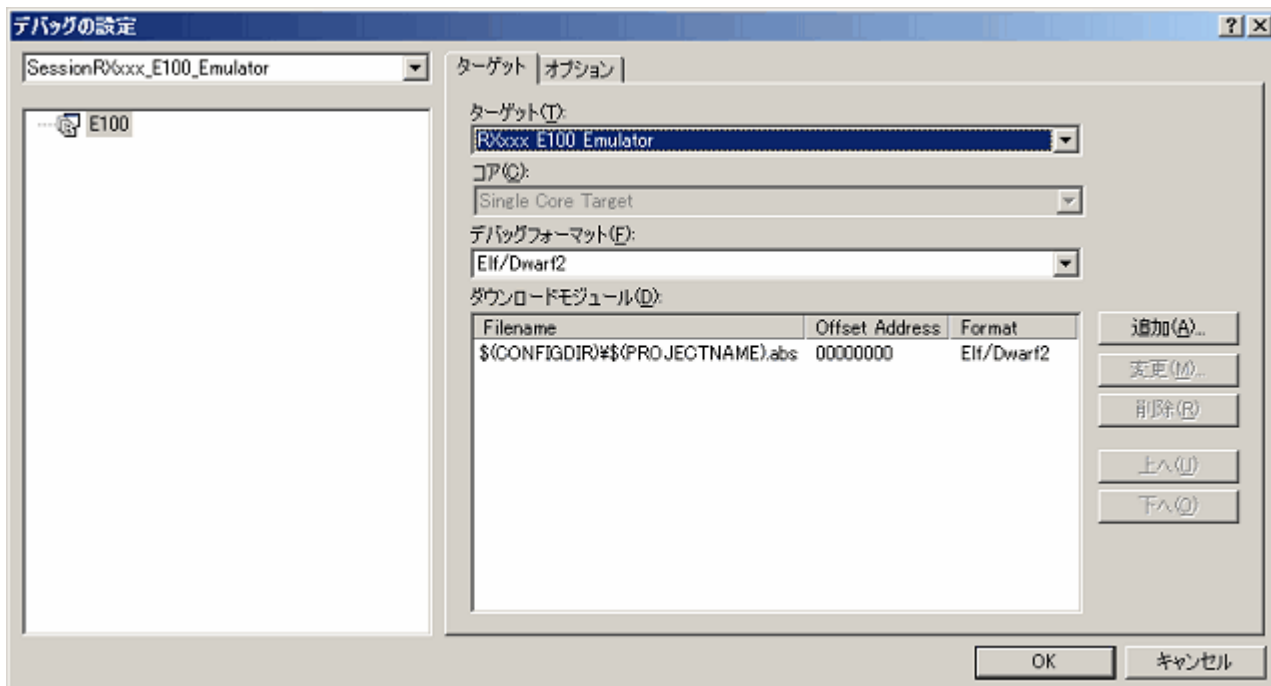 デバッグの設定
SessionRXxxx_E100_Emulator
E100
ターゲット オプション
ターゲット(T):
RXxxx E100 Emulator
コア(C):
Single Core Target
デバッグフォーマット(F):
Elf/Dwarf2
ダウンロードモジュール(D):
Filename Offset Address Format
$(CONFIGDIR)¥$(PROJECTNAME).abs 00000000 Elf/Dwarf2
追加(A)...
変更(M)...
削除(R)
上へ(U)
下へ(O)
OK キャンセル